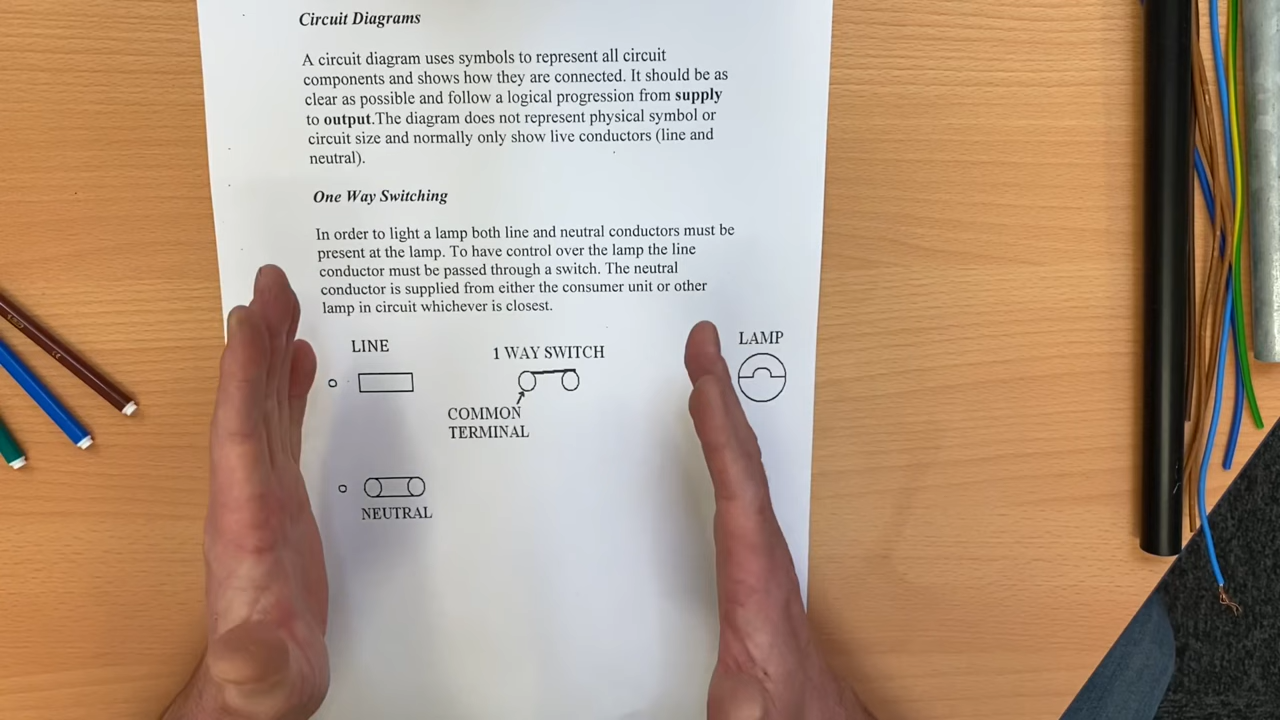 Circuit Diagrams
A circuit diagram uses symbols to represent all circuit
components and shows how they are connected. It should be as
clear as possible and follow a logical progression from supply
to output.The diagram does not represent physical symbol or
circuit size and normally only show live conductors (line and
neutral).
One Way Switching
In order to light a lamp both line and neutral conductors must be
present at the lamp. To have control over the lamp the line
conductor must be passed through a switch. The neutral
conductor is supplied from either the consumer unit or other
lamp in circuit whichever is closest.
LINE
1 WAY SWITCH
LAMP
COMMON
TERMINAL
NEUTRAL